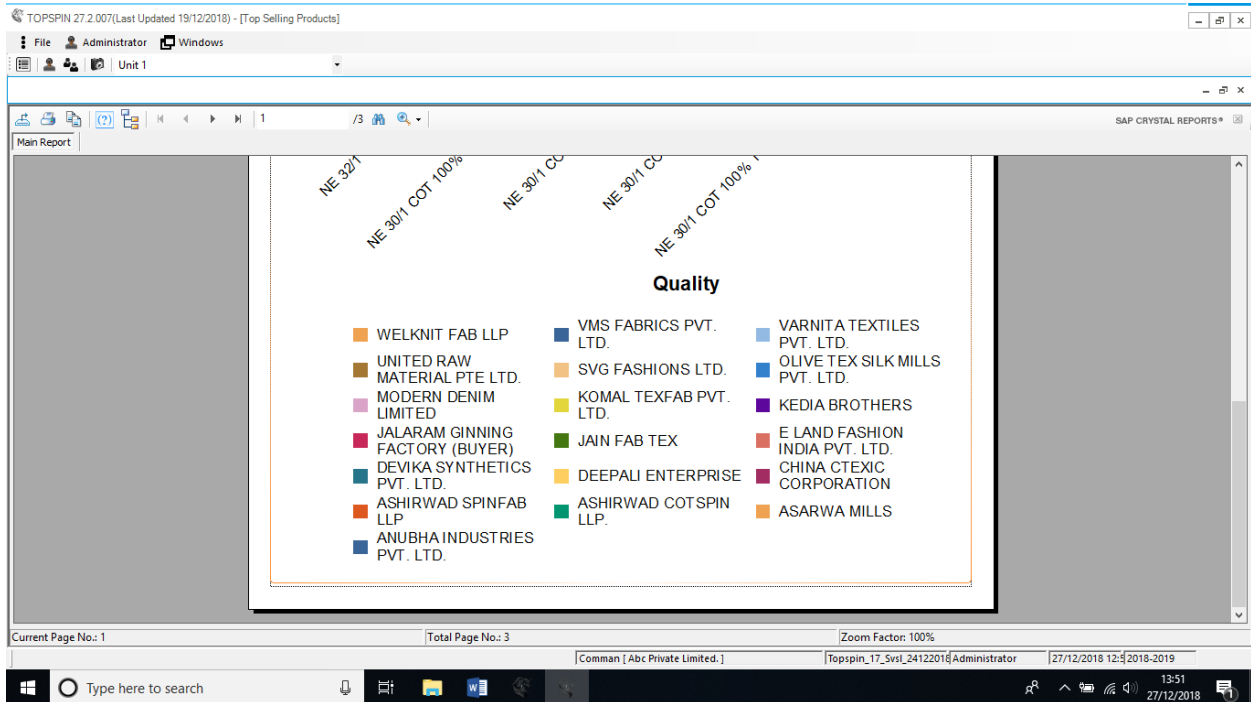 TOPSPIN 27.2.007(Last Updated 19/12/2018) - [Top Selling Products]
File Administrator Windows
Unit 1
1 /3 SAP CRYSTAL REPORTS®
Main Report
NE 32/1
NE 30/1 COT 100%
NE 30/1 CO
NE 30/1 CO
NE 30/1 COT 100%
Quality
WELKNIT FAB LLP
VMS FABRICS PVT.
LTD.
VARNITA TEXTILES
PVT. LTD.
UNITED RAW
MATERIAL PTE LTD.
SVG FASHIONS LTD.
OLIVE TEX SILK MILLS
PVT. LTD.
MODERN DENIM
LIMITED
KOMAL TEXFAB PVT.
LTD.
KEDIA BROTHERS
JALARAM GINNING
FACTORY (BUYER)
JAIN FAB TEX
E LAND FASHION
INDIA PVT. LTD.
DEVIKA SYNTHETICS
PVT. LTD.
DEEPALI ENTERPRISE
CHINA CTEXIC
CORPORATION
ASHIRWAD SPINFAB
LLP
ASHIRWAD COTSPIN
LLP.
ASARWA MILLS
ANUBHA INDUSTRIES
PVT. LTD.
Current Page No.: 1 Total Page No.: 3 Zoom Factor: 100%
Comman [ Abc Private Limited. ] Topspin_17_Svsl_24122018 Administrator 27/12/2018 12:5 2018-2019
Type here to search
13:51
27/12/2018
1